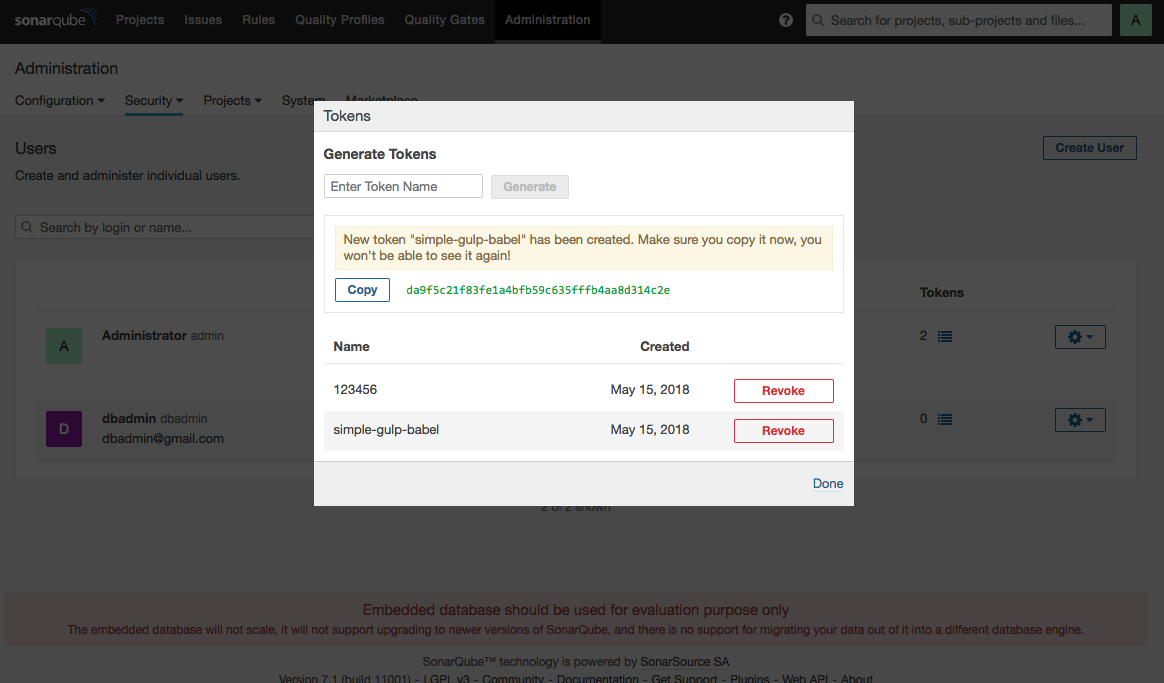 sonarqube Projects Issues Rules Quality Profiles Quality Gates Administration ? Search for projects, sub-projects and files... A
Administration
Configuration Security Projects System Marketplace
Tokens
Users
Create User
Create and administer individual users.
Generate Tokens
Enter Token Name Generate
Search by login or name...
New token "simple-gulp-babel" has been created. Make sure you copy it now, you
won't be able to see it again!
Copy da9f5c21f83fe1a4bfb59c635fffb4aa8d314c2e
Tokens
A Administrator admin 2
Name Created
123456 May 15, 2018 Revoke
D dbadmin dbadmin 0
dbadmin@gmail.com
simple-gulp-babel May 15, 2018 Revoke
Done
2 of 2 shown
Embedded database should be used for evaluation purpose only
The embedded database will not scale, it will not support upgrading to newer versions of SonarQube, and there is no support for migrating your data out of it into a different database engine.
SonarQube™ technology is powered by SonarSource SA
Version 7.1 (build 11001) - LGPL v3 - Community - Documentation - Get Support - Plugins - Web API - About